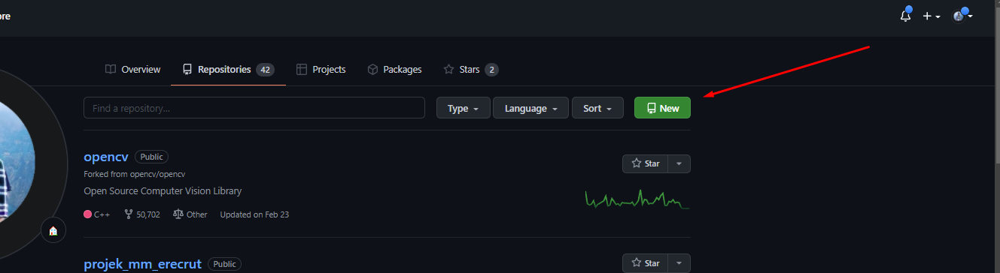 ore
Overview Repositories 42 Projects Packages Stars 2
Find a repository... Type Language Sort New
opencv Public
Star
Forked from opencv/opencv
Open Source Computer Vision Library
C++ 50,702 Other Updated on Feb 23
projek_mm_erecrut Public
Star